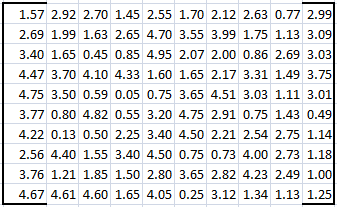 1.57 2.92 2.70 1.45 2.55 1.70 2.12 2.63 0.77 2.99
2.69 1.99 1.63 2.65 4.70 3.55 3.99 1.75 1.13 3.09
3.40 1.65 0.45 0.85 4.95 2.07 2.00 0.86 2.69 3.03
4.47 3.70 4.10 4.33 1.60 1.65 2.17 3.31 1.49 3.75
4.75 3.50 0.59 0.05 0.75 3.65 4.51 3.03 1.11 3.01
3.77 0.80 4.82 0.55 3.20 4.75 2.91 0.75 1.43 0.49
4.22 0.13 0.50 2.25 3.40 4.50 2.21 2.54 2.75 1.14
2.56 4.40 1.55 3.40 4.50 0.75 0.73 4.00 2.73 1.18
3.76 1.21 1.85 1.50 2.80 3.65 2.82 4.23 2.49 1.00
4.67 4.61 4.60 1.65 4.05 0.25 3.12 1.34 1.13 1.25